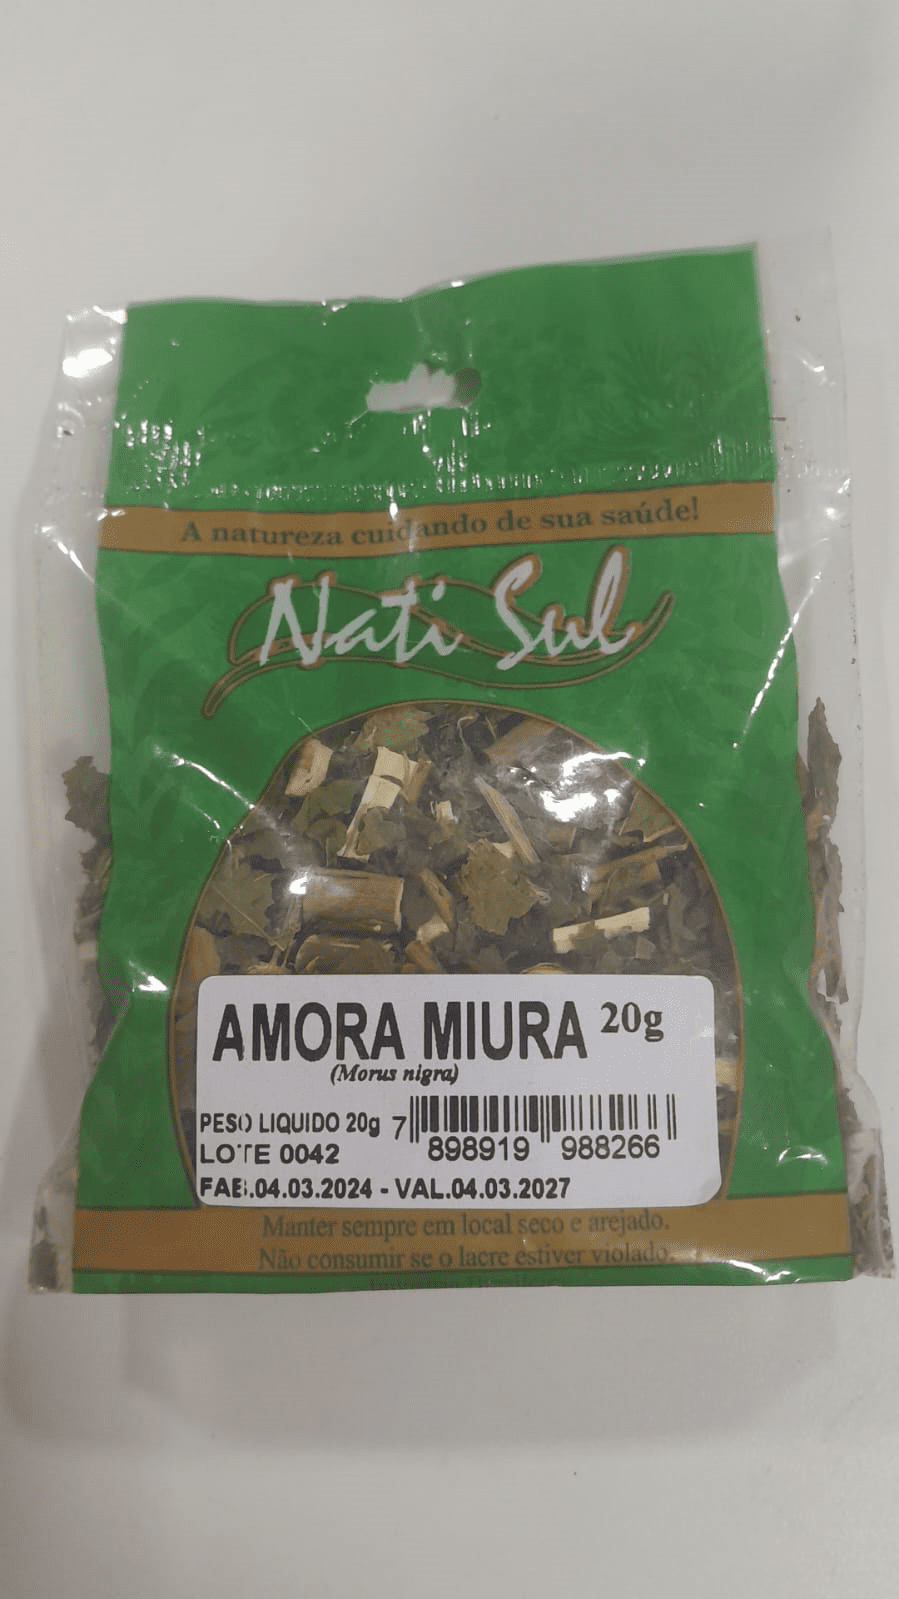 A natureza cuidando de sua saúde!
Nati Sul
AMORA MIURA 20g
(Morus nigra)
PESO LIQUIDO 20g
LOTE 0042
7 898919 988266
FAB.04.03.2024 - VAL.04.03.2027
Manter sempre em local seco e arejado.
Não consumir se o lacre estiver violado.